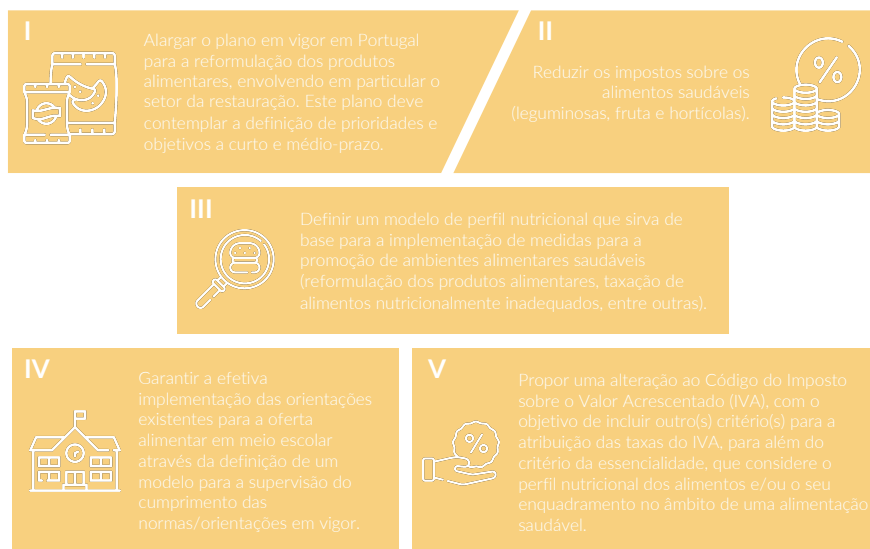 I
Alargar o plano em vigor em Portugal
para a reformulação dos produtos
alimentares, envolvendo em particular o
setor da restauração. Este plano deve
contemplar a definição de prioridades e
objetivos a curto e médio-prazo.
II
Reduzir os impostos sobre os
alimentos saudáveis
(leguminosas, fruta e hortícolas).
III
Definir um modelo de perfil nutricional que sirva de
base para a implementação de medidas para a
promoção de ambientes alimentares saudáveis
(reformulação dos produtos alimentares, taxação de
alimentos nutricionalmente inadequados, entre outras).
IV
Garantir a efetiva
implementação das orientações
existentes para a oferta
alimentar em meio escolar
através da definição de um
modelo para a supervisão do
cumprimento das
normas/orientações em vigor.
V
Propor uma alteração ao Código do Imposto
sobre o Valor Acrescentado (IVA), com o
objetivo de incluir outro(s) critério(s) para a
atribuição das taxas do IVA, para além do
critério da essencialidade, que considere o
perfil nutricional dos alimentos e/ou o seu
enquadramento no âmbito de uma alimentação
saudável.